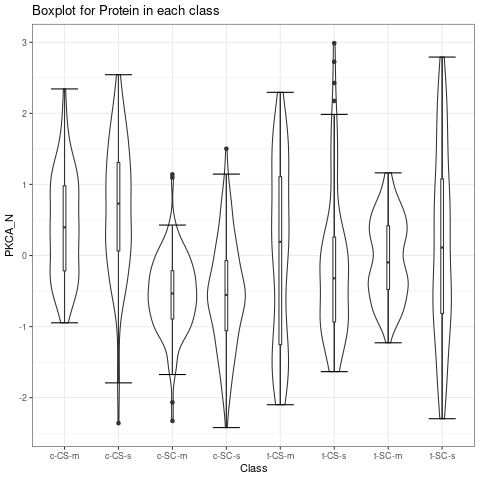 Boxplot for Protein in each class
PKCA_N
3
2
1
0
-1
-2
c-CS-m c-CS-s c-SC-m c-SC-s t-CS-m t-CS-s t-SC-m t-SC-s
Class